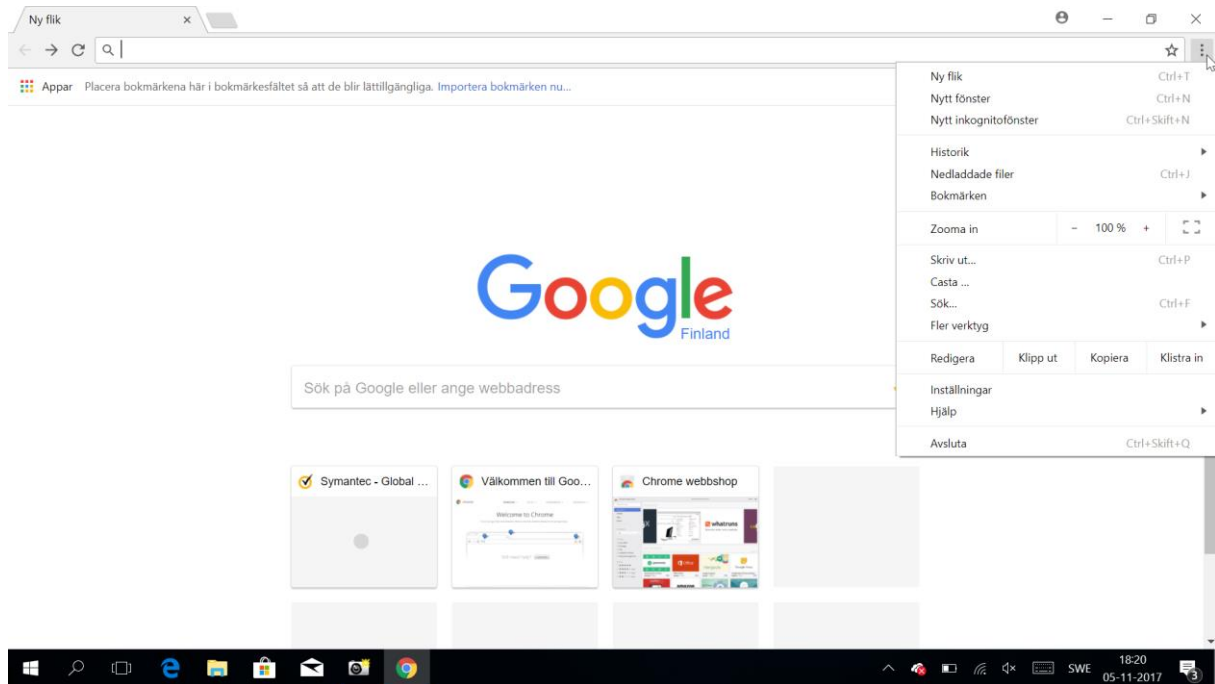 Ny flik
Appar Placera bokmärkena här i bokmärkesfältet så att de blir lättillgängliga. Importera bokmärken nu...
Ny flik Ctrl+T
Nytt fönster Ctrl+N
Nytt inkognitofönster Ctrl+Skift+N
Historik
Nedladdade filer Ctrl+J
Bokmärken
Zooma in - 100 % +
Skriv ut... Ctrl+P
Casta ...
Sök... Ctrl+F
Fler verktyg
Redigera Klipp ut Kopiera Klistra in
Inställningar
Hjälp
Avsluta Ctrl+Skift+Q
Google
Finland
Sök på Google eller ange webbadress
Symantec - Global ... Välkommen till Goo... Chrome webbshop
Welcome to Chrome
whatruns
Office
SWE 18:20
05-11-2017
3